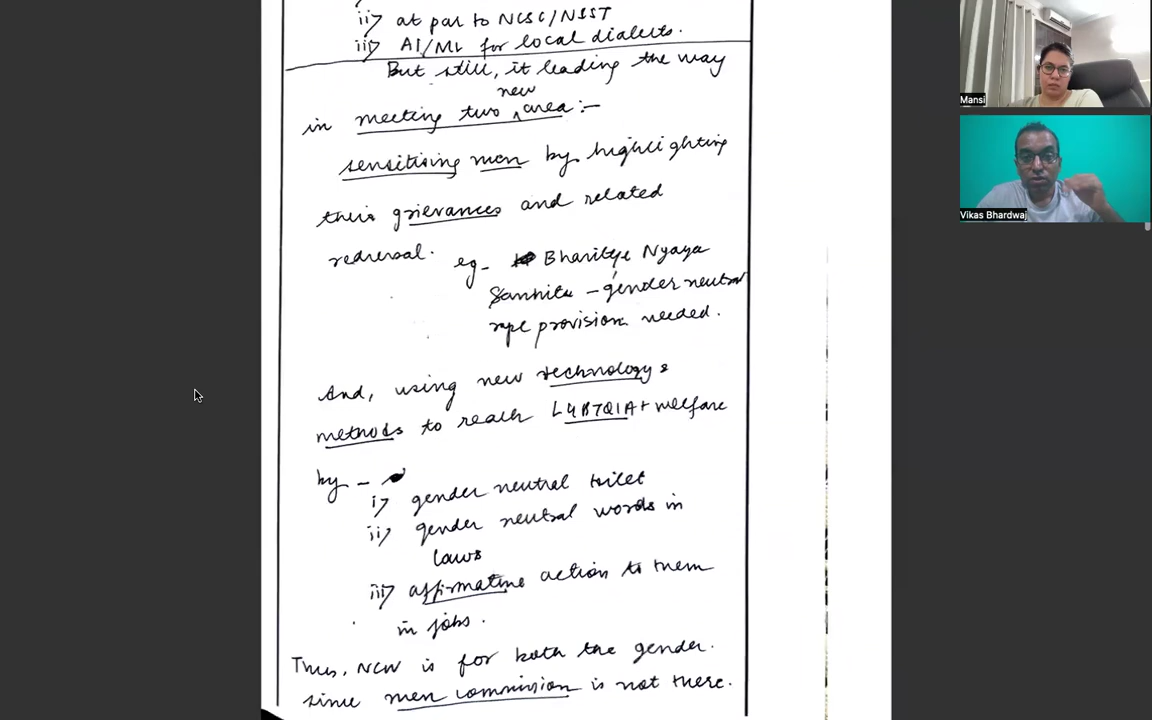 ii) at par to NCSC/NSST
ii) AI/ML for local dialects.
But still, it leading the way
new
in meeting two area :-
sensitising men by highlighting
their grievances and related
redressal. eg - Bharitye Nyaya
Sanhita - gender neutral
rape provision needed.
And, using new technology &
methods to reach LGBTQIA+ welfare
by -
i) gender neutral toilet
ii) gender neutral words in
laws
iii) affirmative action to them
in jobs.
Thus, NCW is for both the gender.
since men commission is not there.
Mansi
Vikas Bhardwaj